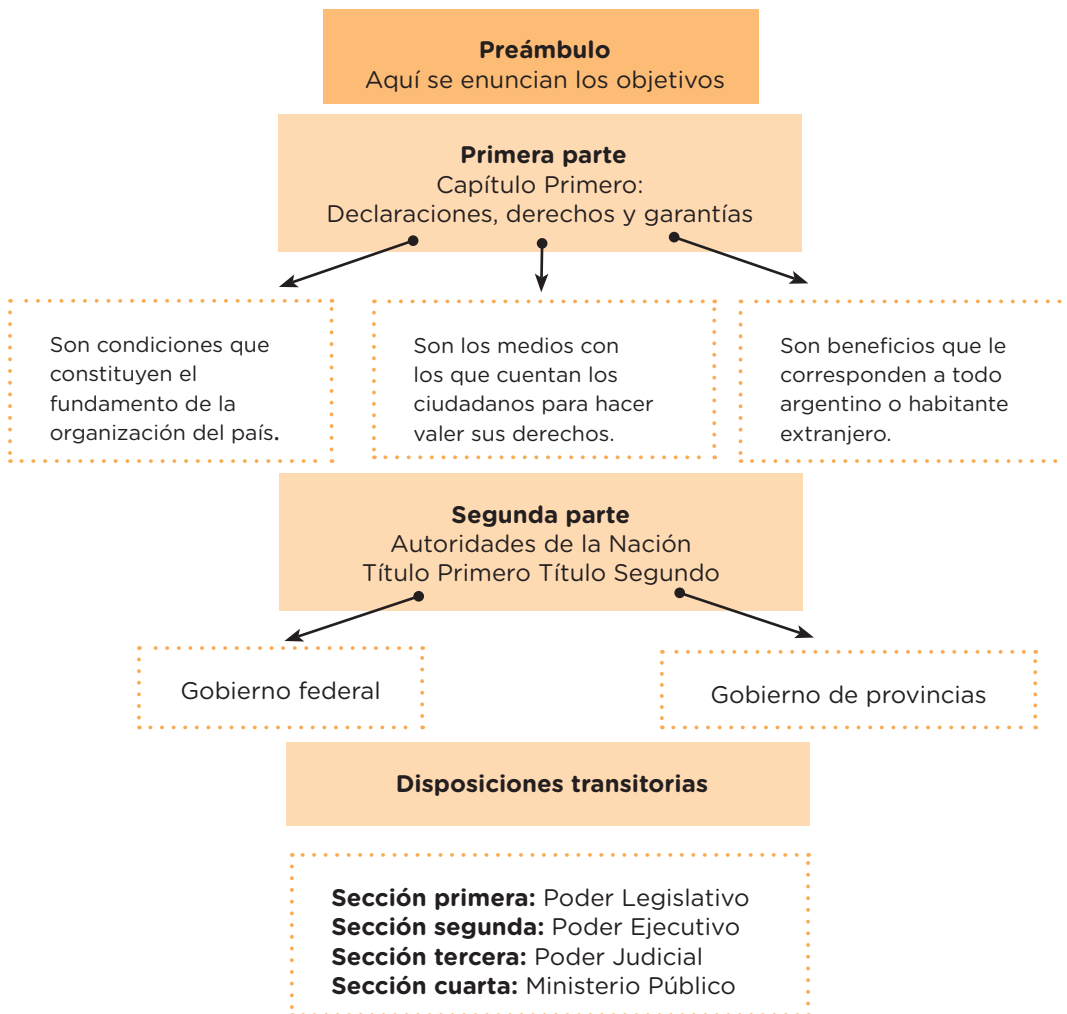 Preámbulo
Aquí se enuncian los objetivos
Primera parte
Capítulo Primero:
Declaraciones, derechos y garantías
Son condiciones que
constituyen el
fundamento de la
organización del país.
Son los medios con
los que cuentan los
ciudadanos para hacer
valer sus derechos.
Son beneficios que le
corresponden a todo
argentino o habitante
extranjero.
Segunda parte
Autoridades de la Nación
Título Primero Título Segundo
Gobierno federal
Gobierno de provincias
Disposiciones transitorias
Sección primera: Poder Legislativo
Sección segunda: Poder Ejecutivo
Sección tercera: Poder Judicial
Sección cuarta: Ministerio Público